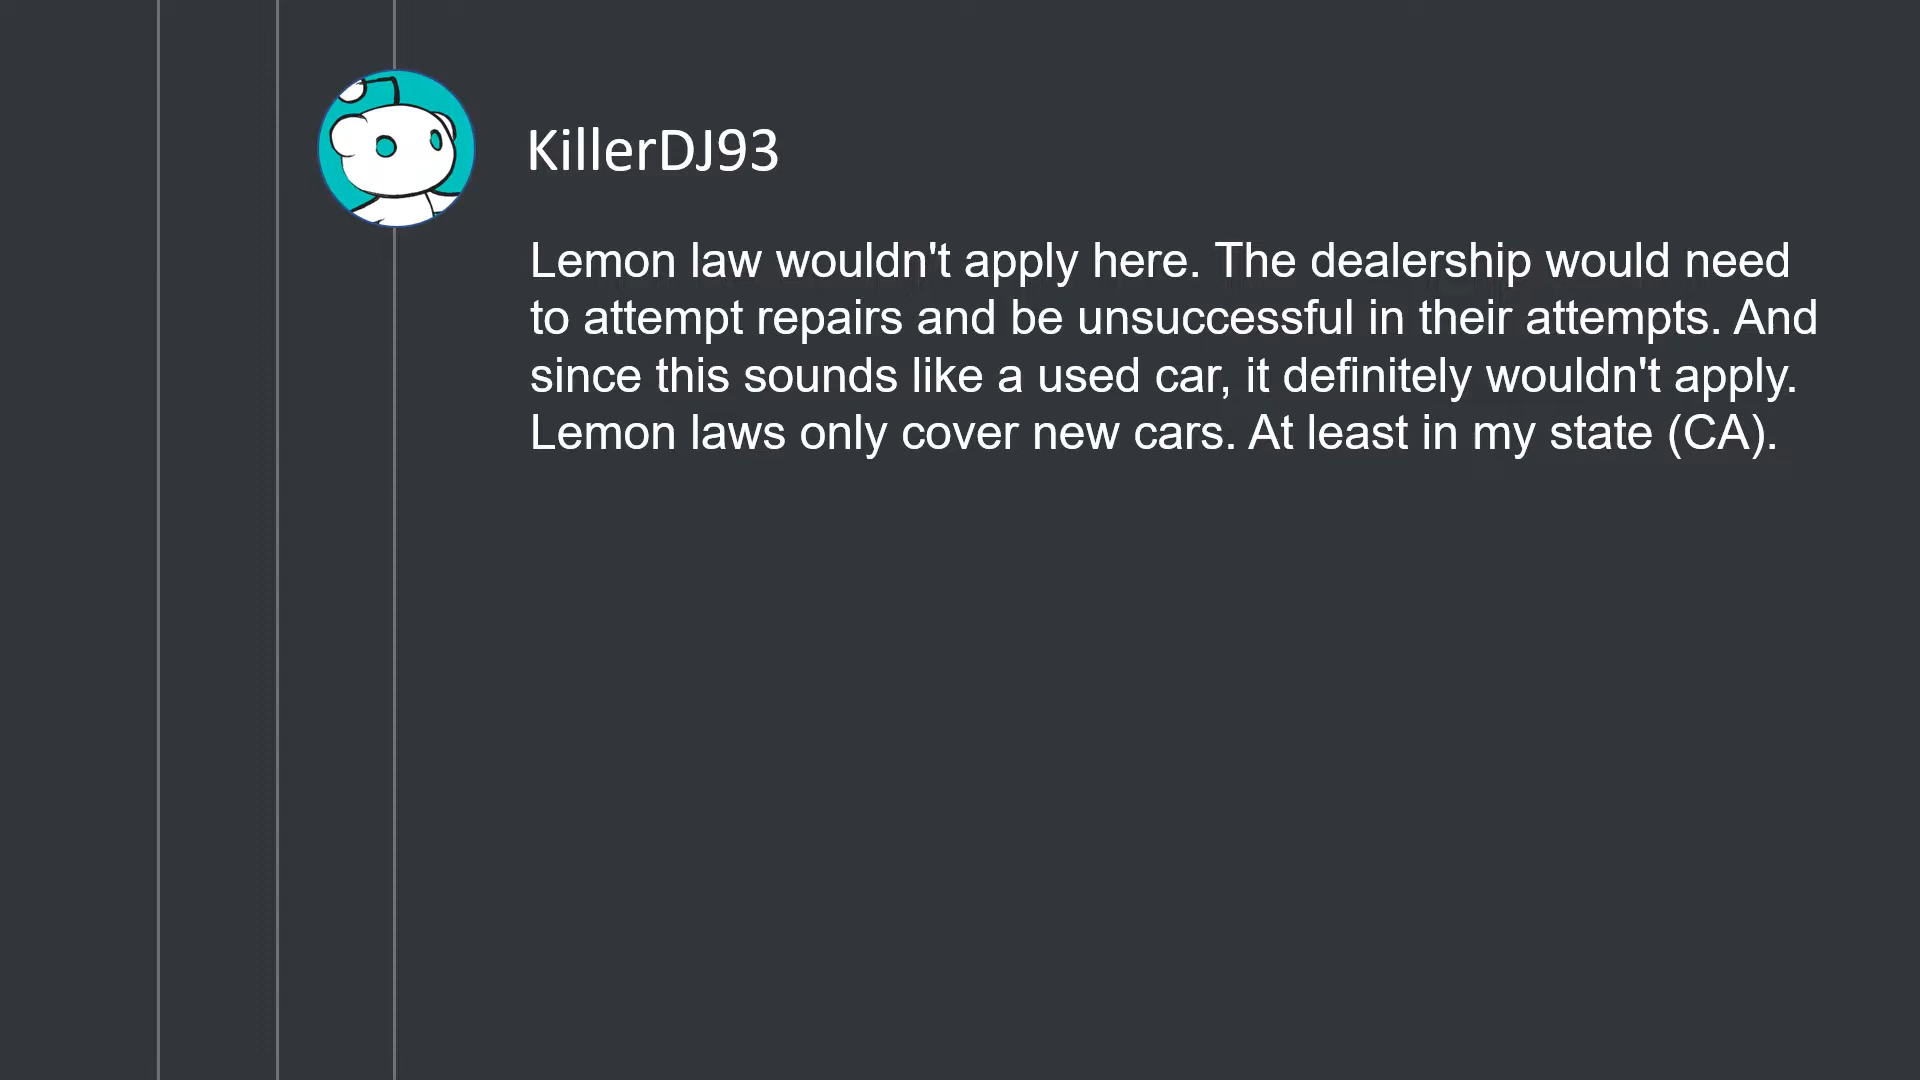 KillerDJ93
Lemon law wouldn't apply here. The dealership would need
to attempt repairs and be unsuccessful in their attempts. And
since this sounds like a used car, it definitely wouldn't apply.
Lemon laws only cover new cars. At least in my state (CA).